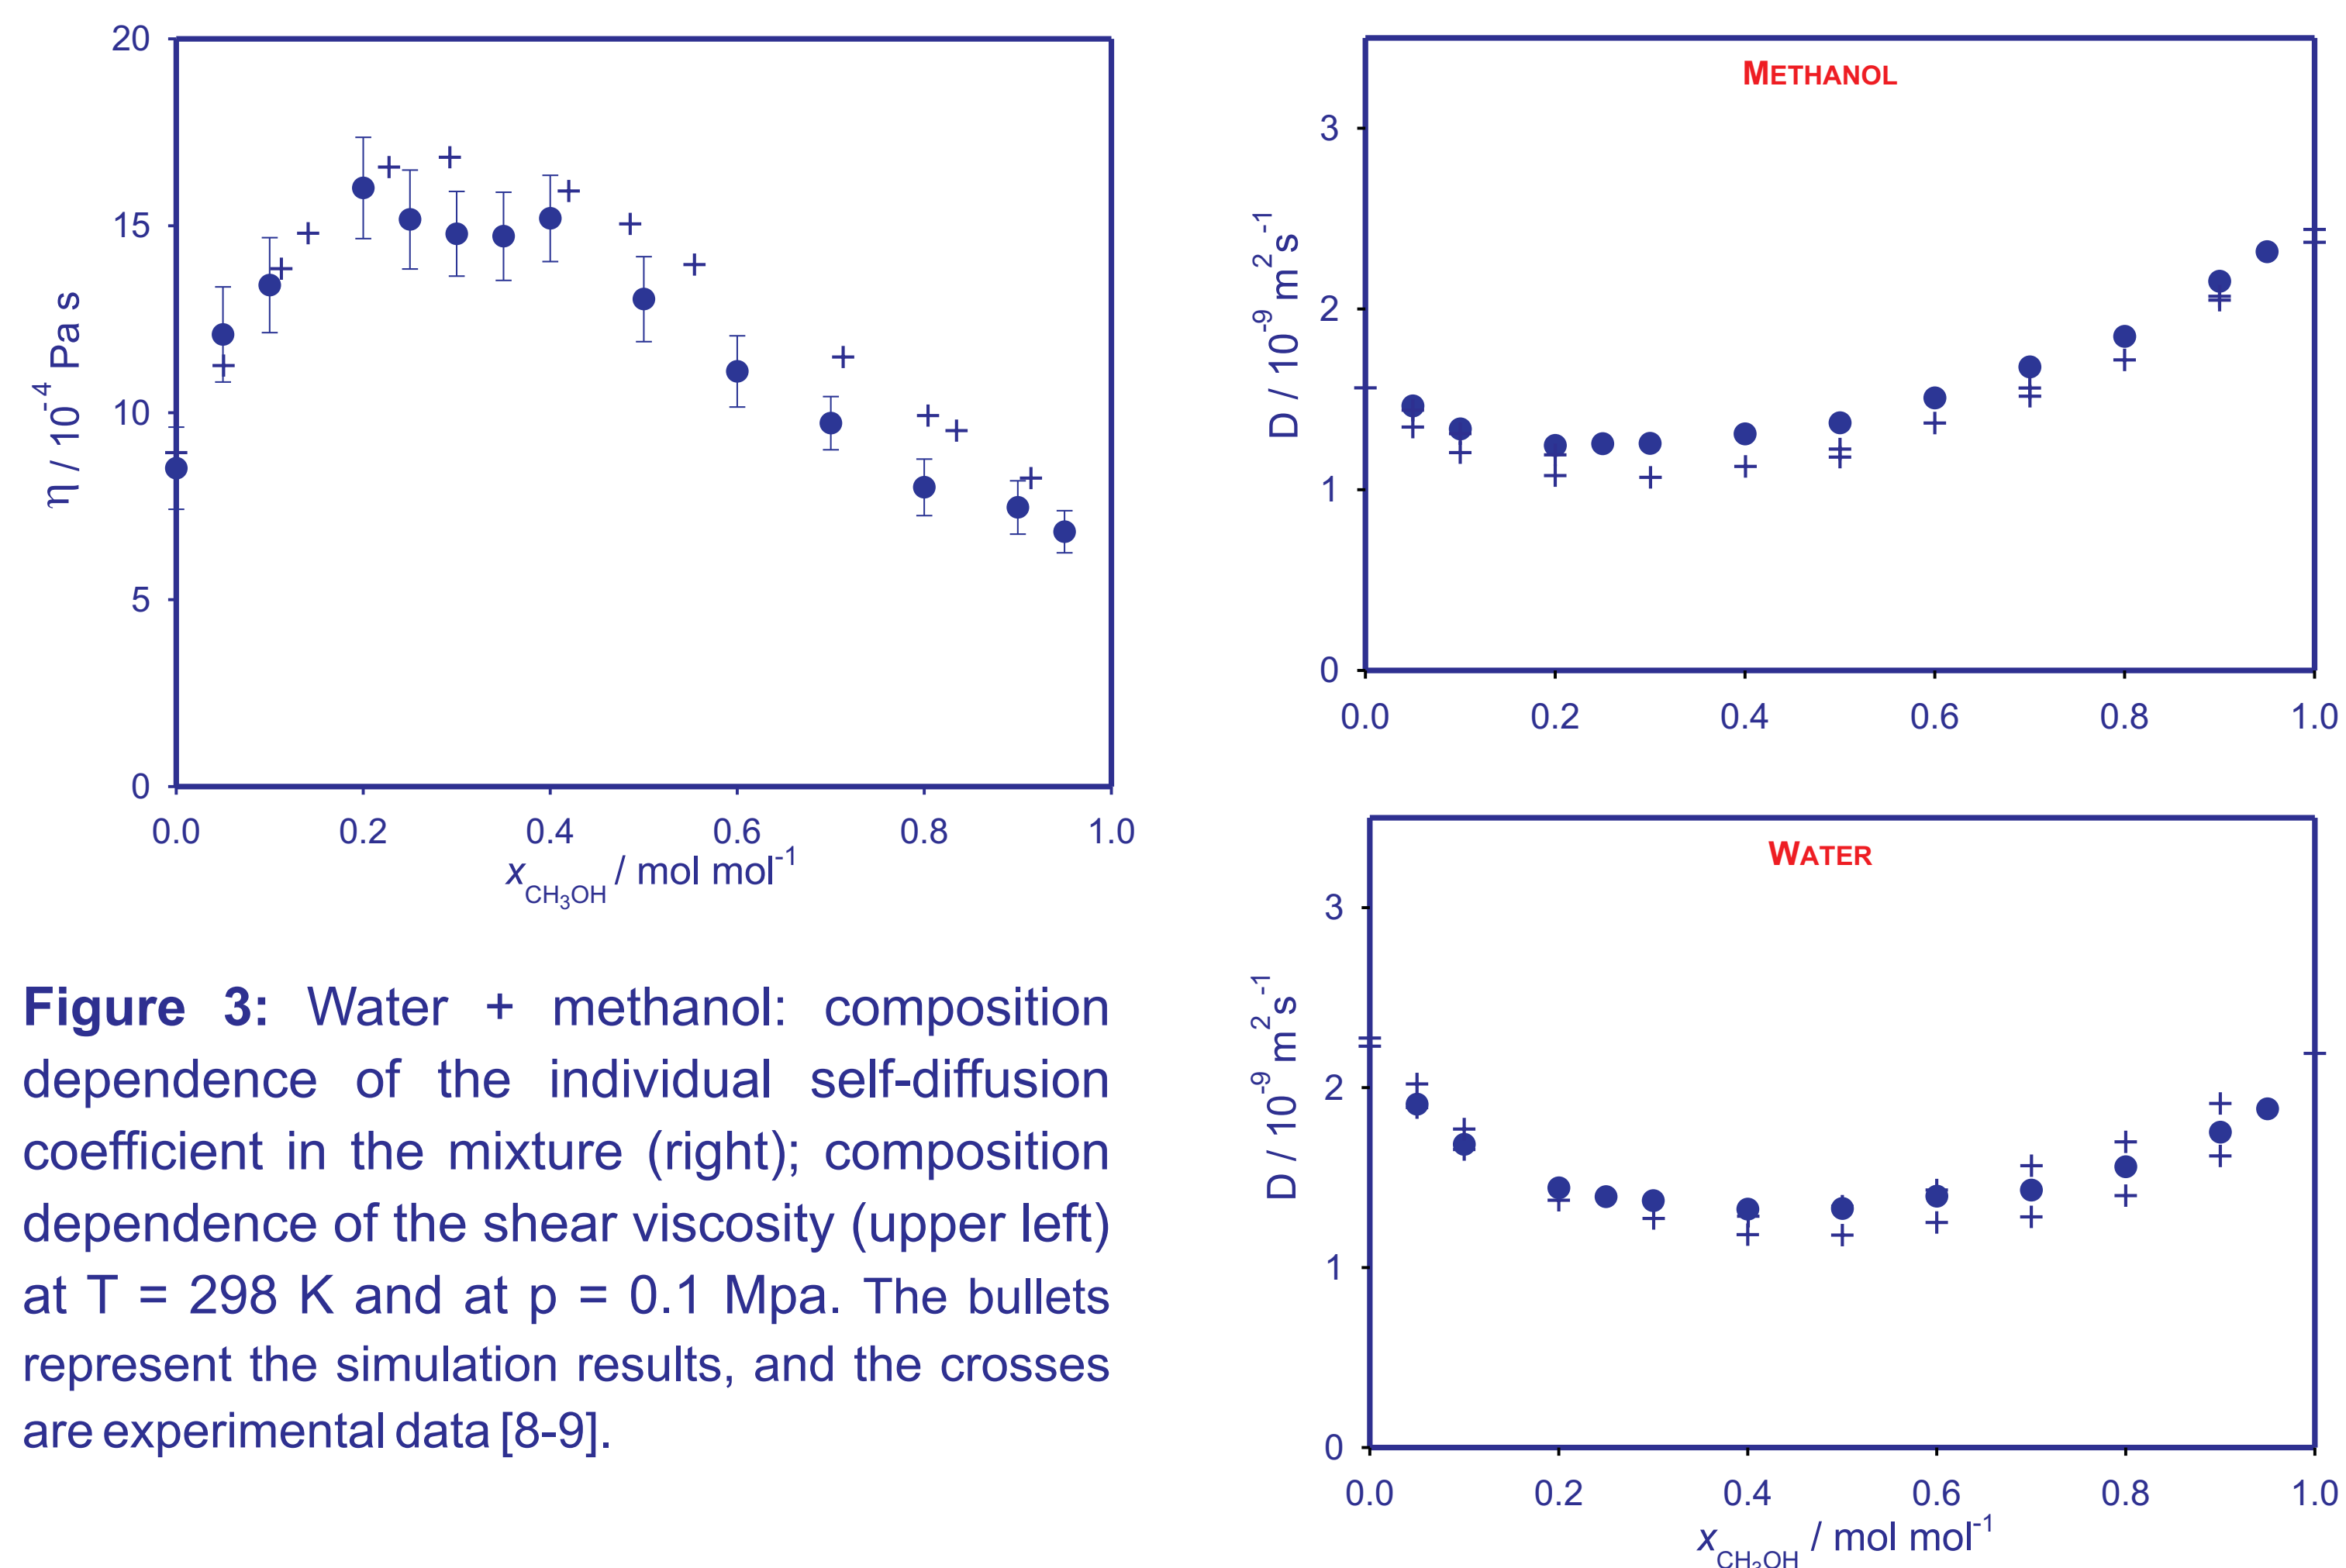 20
15
10
5
0
η / 10⁻⁴ Pa s
0.0 0.2 0.4 0.6 0.8 1.0
x CH₃OH / mol mol⁻¹
METHANOL
3
2
1
0
D / 10⁻⁹ m² s⁻¹
0.0 0.2 0.4 0.6 0.8 1.0
WATER
3
2
1
0
D / 10⁻⁹ m² s⁻¹
0.0 0.2 0.4 0.6 0.8 1.0
x CH₃OH / mol mol⁻¹
Figure 3: Water + methanol: composition
dependence of the individual self-diffusion
coefficient in the mixture (right); composition
dependence of the shear viscosity (upper left)
at T = 298 K and at p = 0.1 Mpa. The bullets
represent the simulation results, and the crosses
are experimental data [8-9].